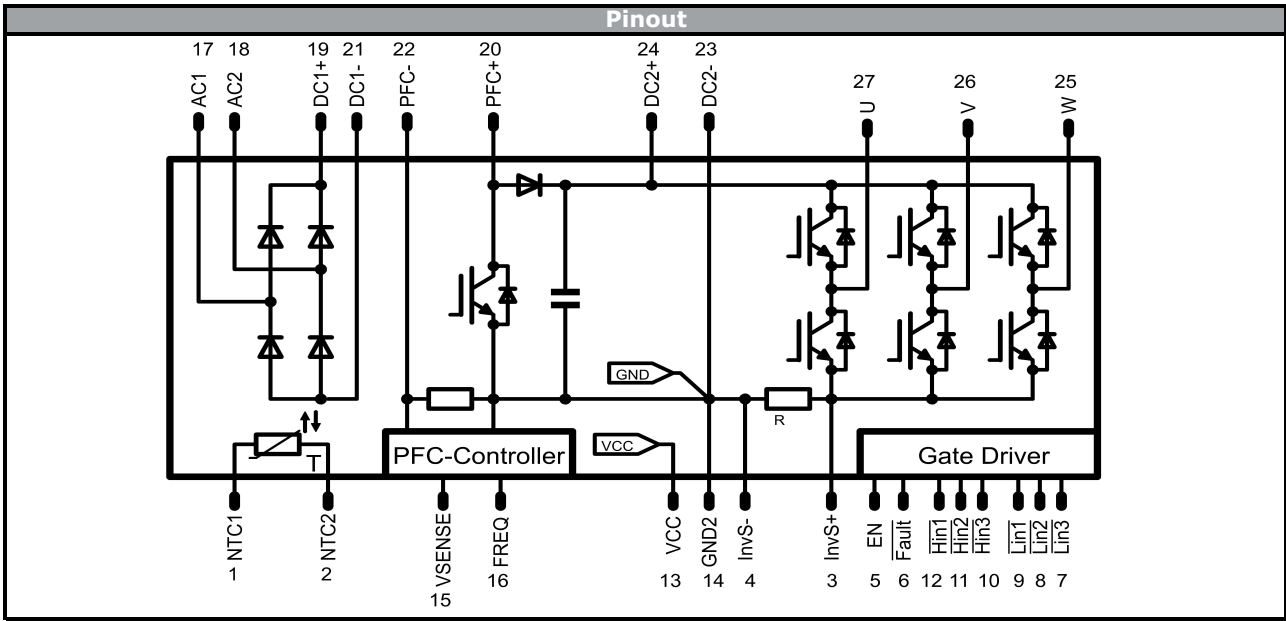 Pinout
17 18 19 21 22 20 24 23
AC1
AC2
DC1+
DC1-
PFC-
PFC+
DC2+
DC2-
27 26 25
U
V
W
GND
R
VCC
PFC-Controller
Gate Driver
T
NTC1
NTC2
VSENSE
FREQ
VCC
GND2
InvS-
InvS+
EN
Fault
Hin1
Hin2
Hin3
Lin1
Lin2
Lin3
1 2 15 16 13 14 4 3 5 6 12 11 10 9 8 7